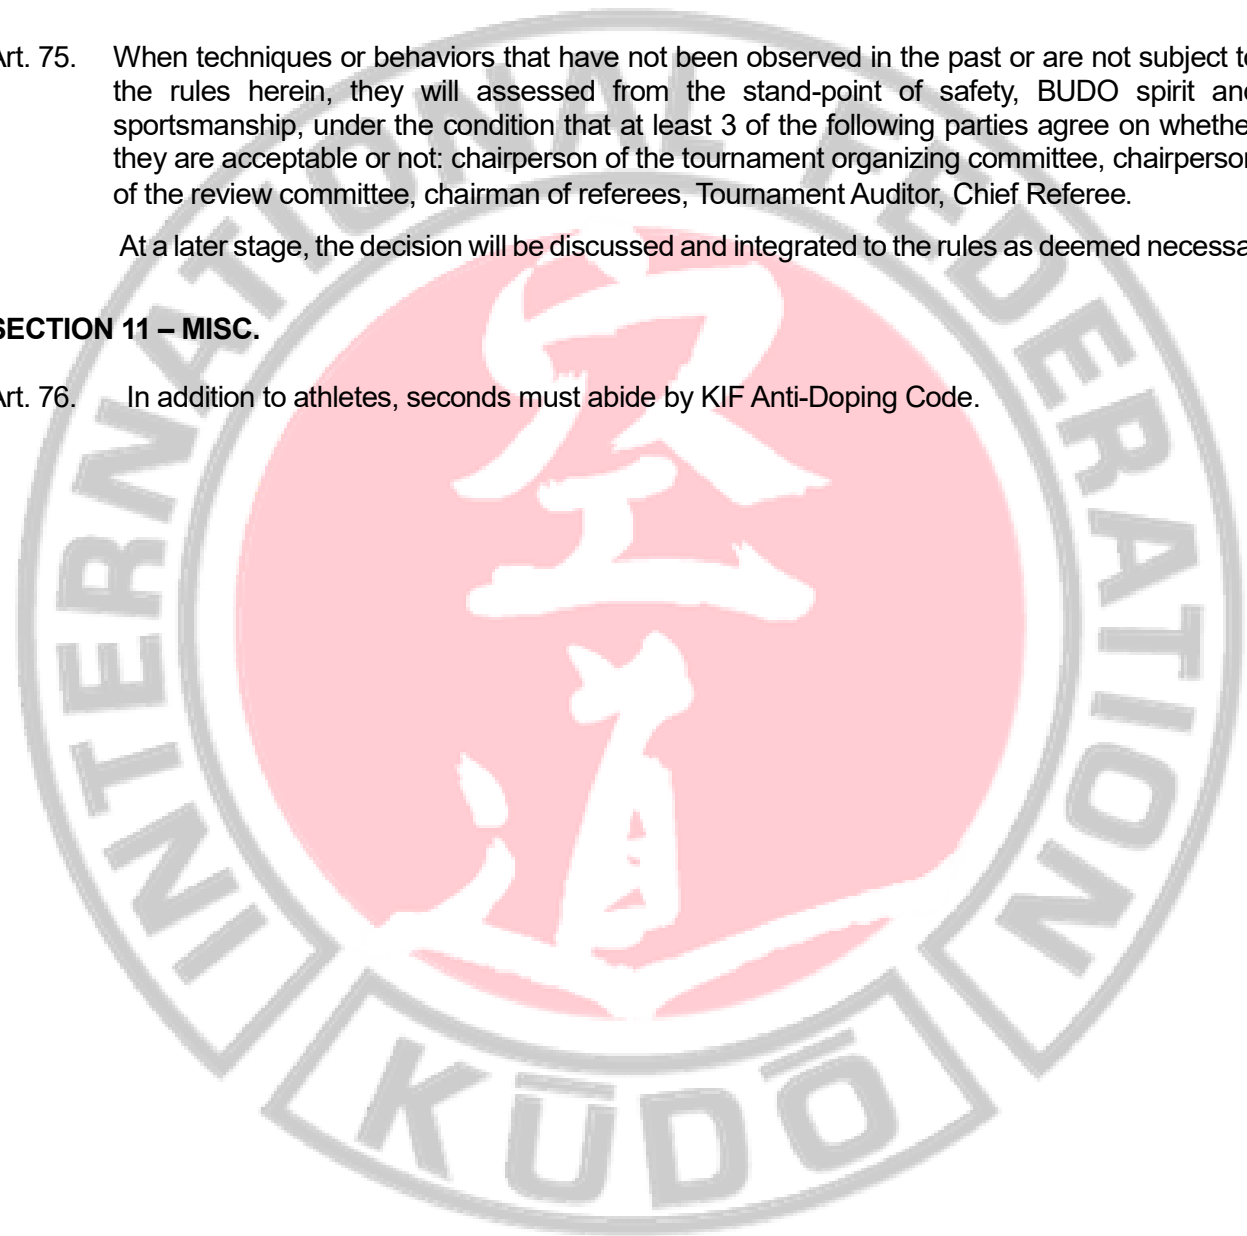 Art. 75. When techniques or behaviors that have not been observed in the past or are not subject to
the rules herein, they will assessed from the stand-point of safety, BUDO spirit and
sportsmanship, under the condition that at least 3 of the following parties agree on whether
they are acceptable or not: chairperson of the tournament organizing committee, chairperson
of the review committee, chairman of referees, Tournament Auditor, Chief Referee.
At a later stage, the decision will be discussed and integrated to the rules as deemed necessa
SECTION 11 – MISC.
Art. 76. In addition to athletes, seconds must abide by KIF Anti-Doping Code.
INTERNATIONAL FEDERATION
空
道
KŪDŌ